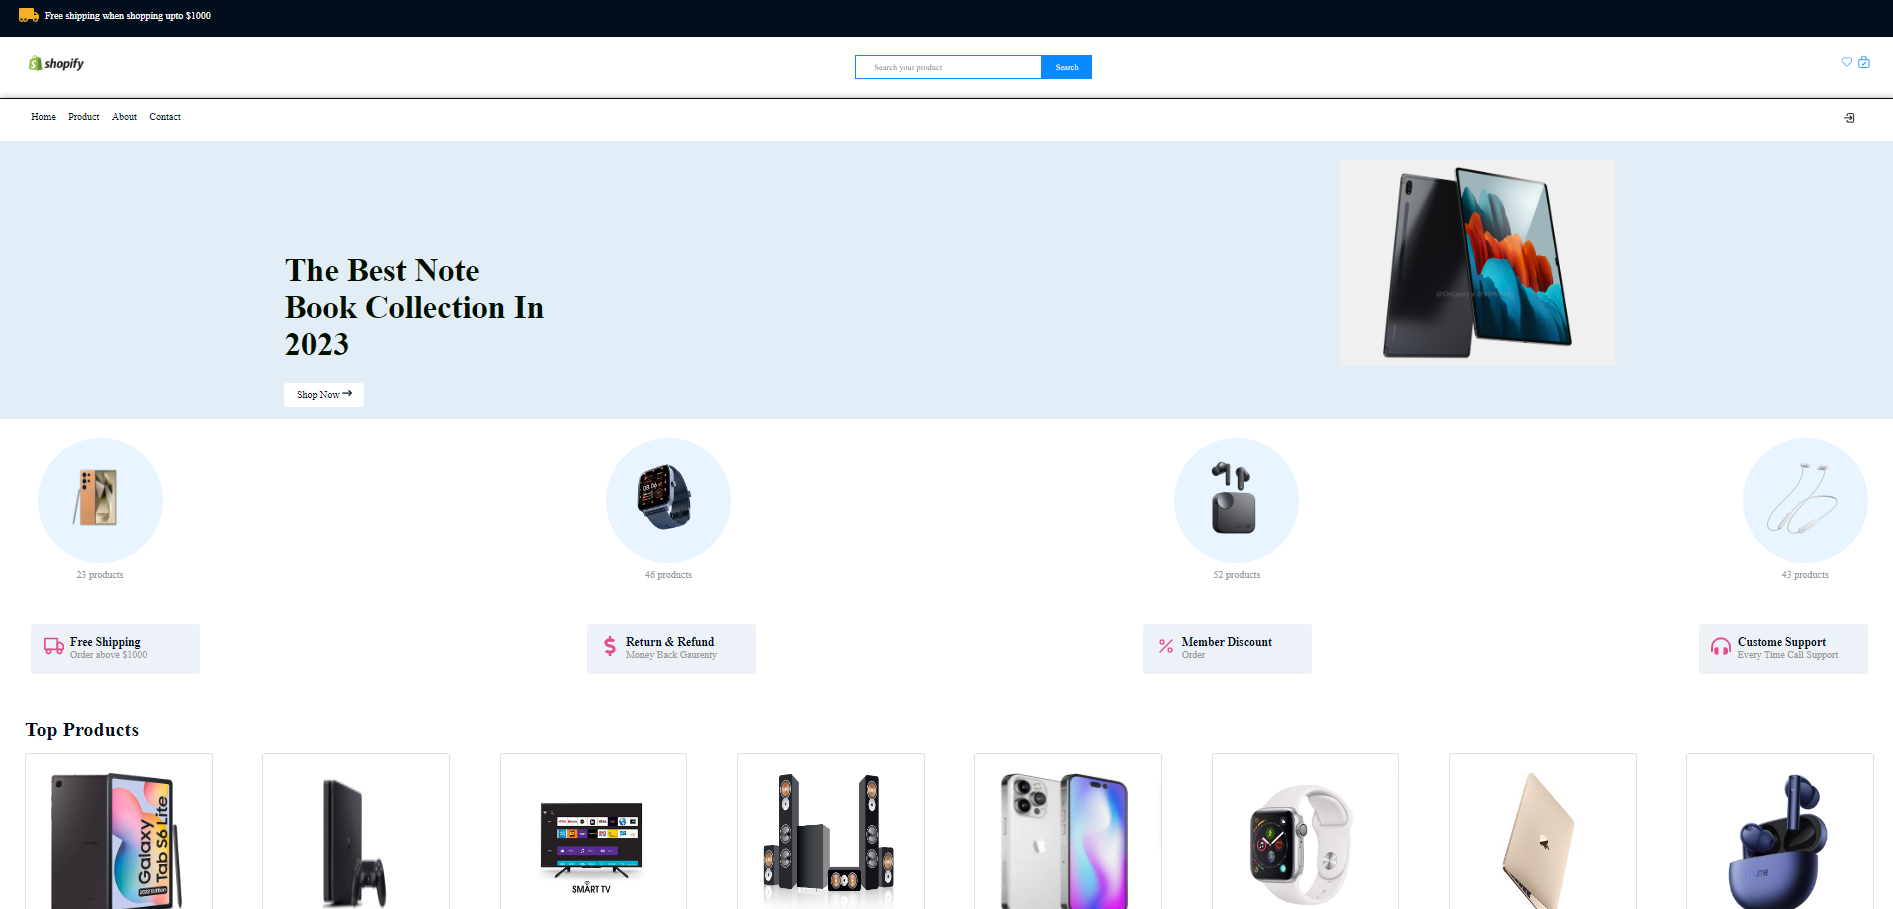 Free shipping when shopping upto $1000
shopify
Search your product
Search
Home Product About Contact
The Best Note
Book Collection In
2023
Shop Now
23 products
46 products
52 products
43 products
Free Shipping
Order above $1000
Return & Refund
Money Back Gaurenty
Member Discount
Order
Custome Support
Every Time Call Support
Top Products
Galaxy
Tab S6 Lite
2022 Edition
SMART TV